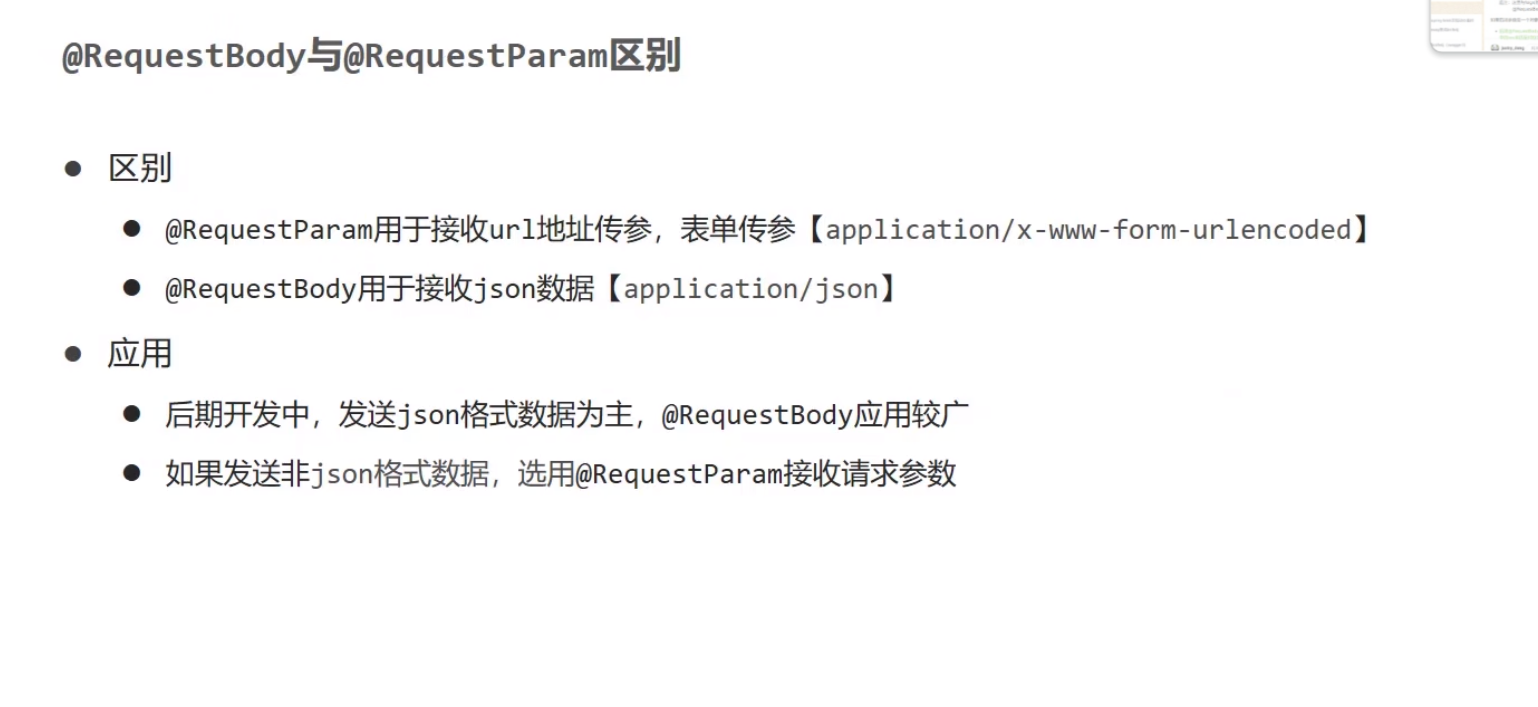 @RequestBody与@RequestParam区别
● 区别
● @RequestParam用于接收url地址传参，表单传参【application/x-www-form-urlencoded】
● @RequestBody用于接收json数据【application/json】
● 应用
● 后期开发中，发送json格式数据为主，@RequestBody应用较广
● 如果发送非json格式数据，选用@RequestParam接收请求参数